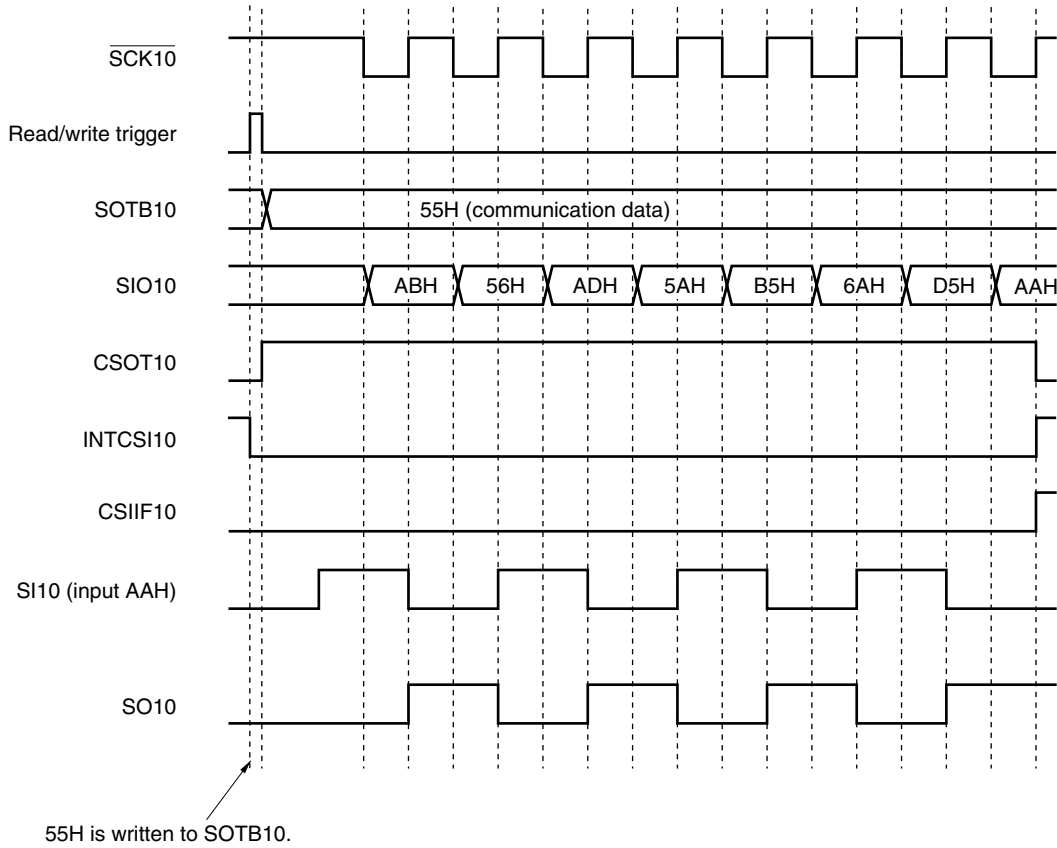 SCK10
Read/write trigger
SOTB10
55H (communication data)
SIO10
ABH 56H ADH 5AH B5H 6AH D5H AAH
CSOT10
INTCSI10
CSIIF10
SI10 (input AAH)
SO10
55H is written to SOTB10.